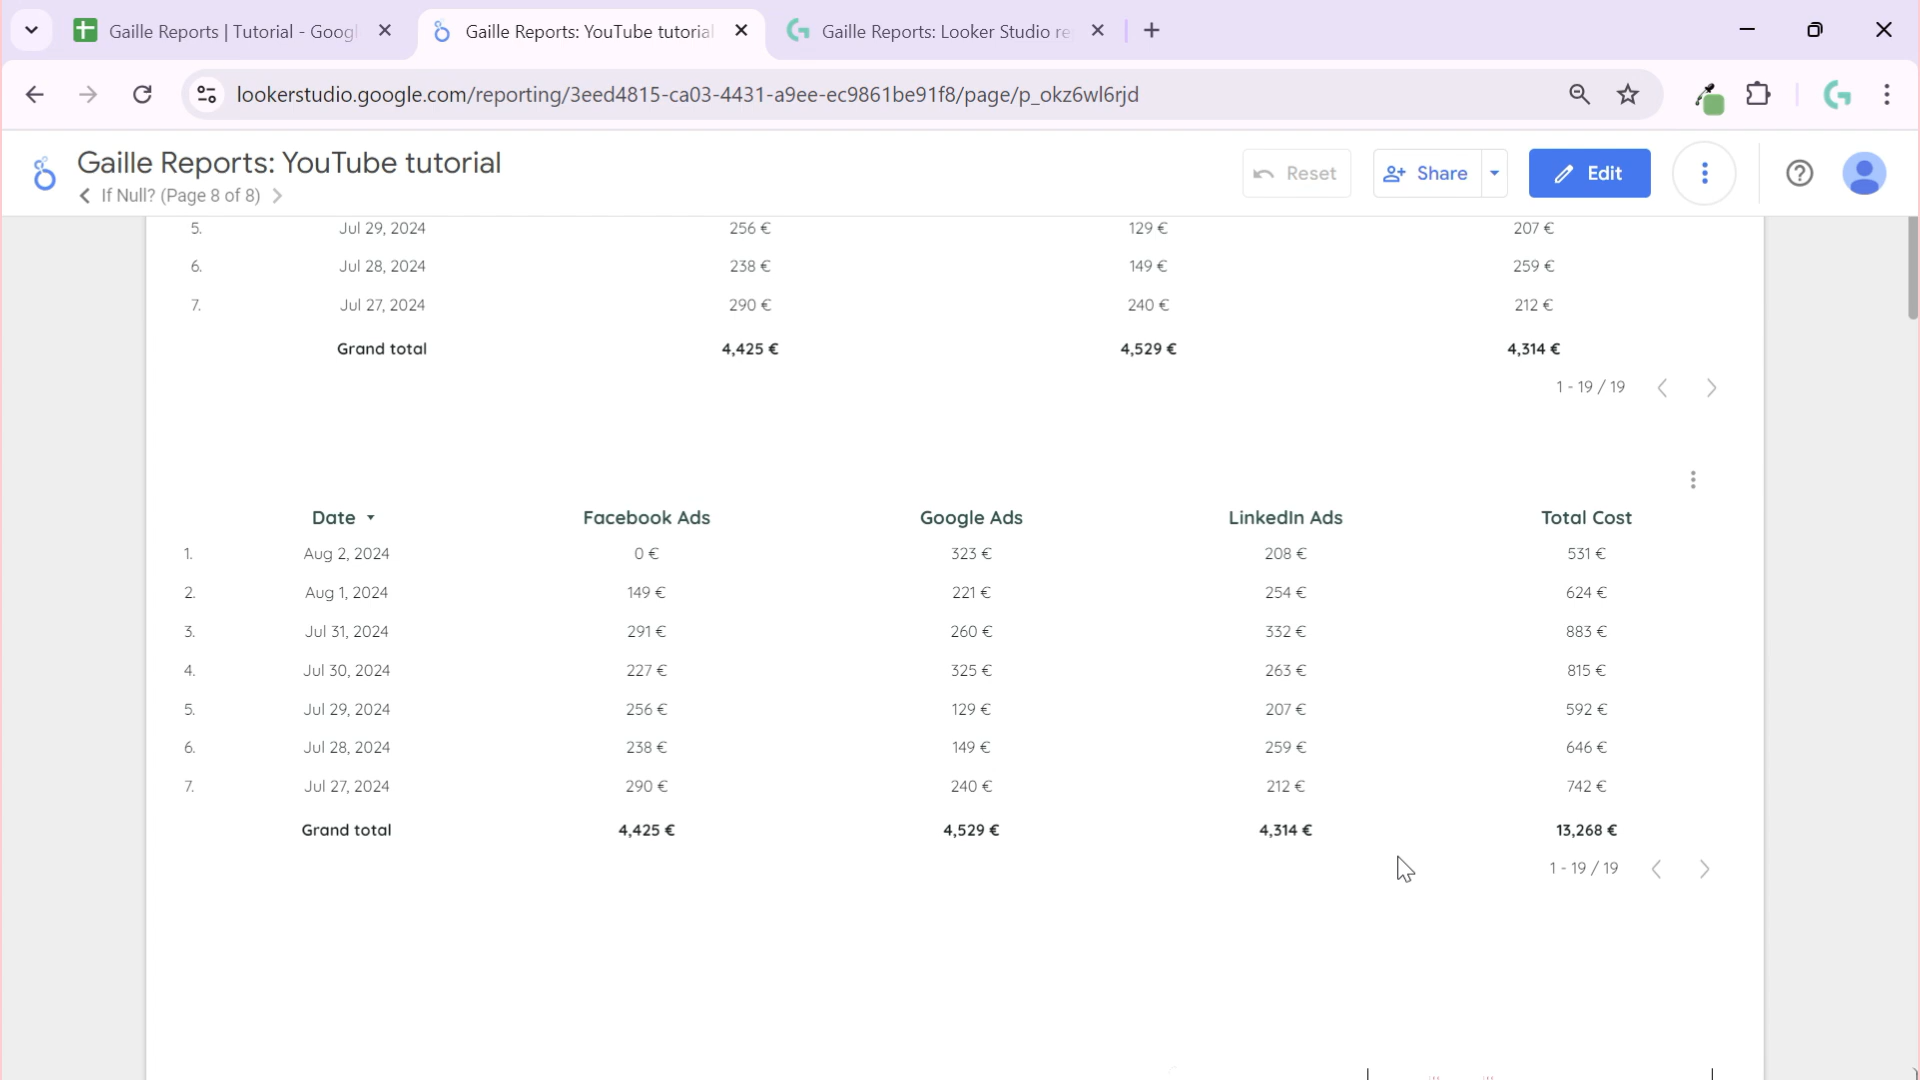 Gaille Reports | Tutorial - Googl
Gaille Reports: YouTube tutorial
Gaille Reports: Looker Studio re
lookerstudio.google.com/reporting/3eed4815-ca03-4431-a9ee-ec9861be91f8/page/p_okz6wl6rjd
Gaille Reports: YouTube tutorial
If Null? (Page 8 of 8)
Reset
Share
Edit
5. Jul 29, 2024 256 € 129 € 207 €
6. Jul 28, 2024 238 € 149 € 259 €
7. Jul 27, 2024 290 € 240 € 212 €
Grand total 4,425 € 4,529 € 4,314 €
1 - 19 / 19
Date Facebook Ads Google Ads LinkedIn Ads Total Cost
1. Aug 2, 2024 0 € 323 € 208 € 531 €
2. Aug 1, 2024 149 € 221 € 254 € 624 €
3. Jul 31, 2024 291 € 260 € 332 € 883 €
4. Jul 30, 2024 227 € 325 € 263 € 815 €
5. Jul 29, 2024 256 € 129 € 207 € 592 €
6. Jul 28, 2024 238 € 149 € 259 € 646 €
7. Jul 27, 2024 290 € 240 € 212 € 742 €
Grand total 4,425 € 4,529 € 4,314 € 13,268 €
1 - 19 / 19